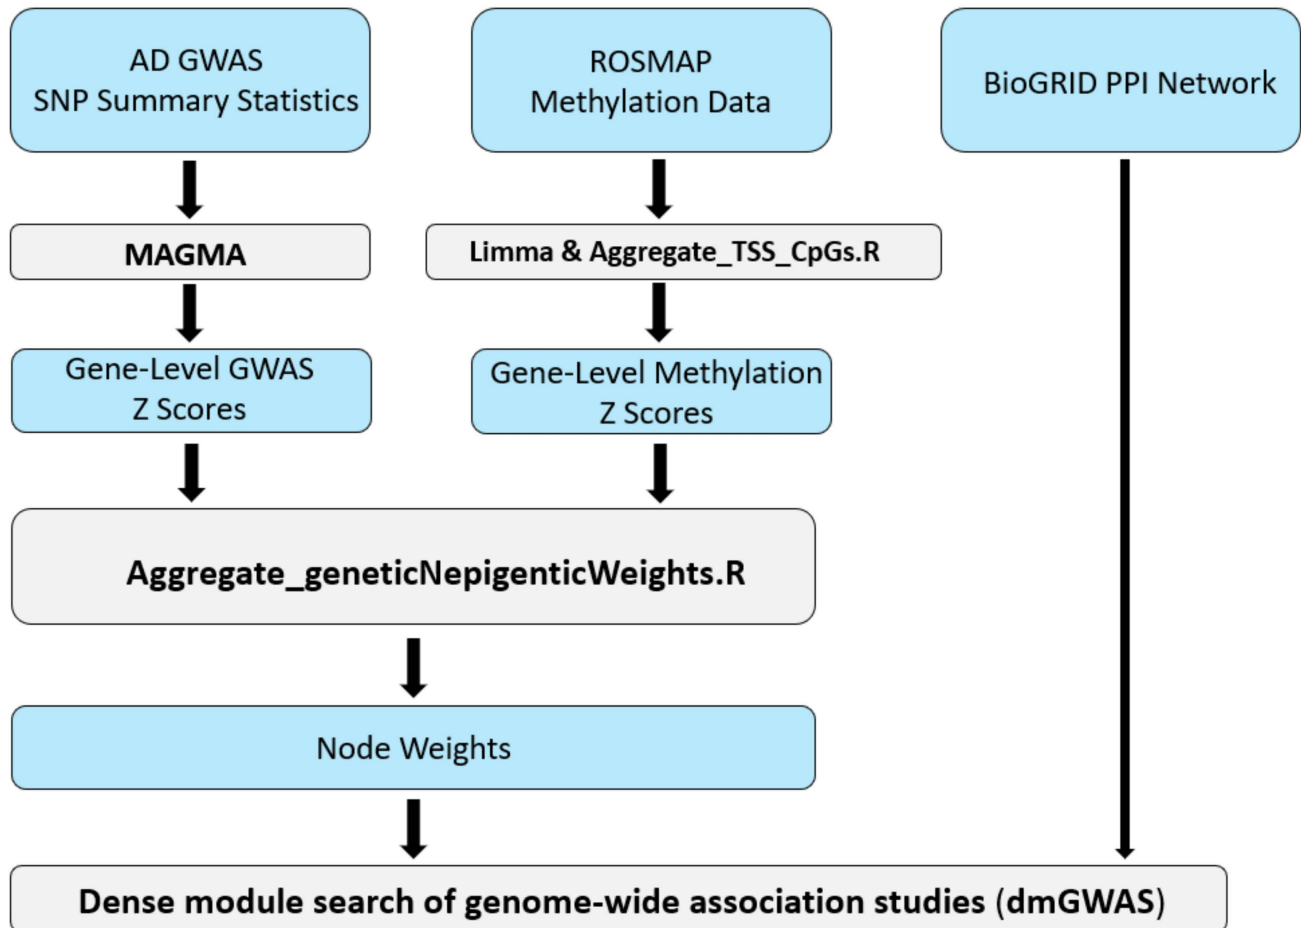 AD GWAS
SNP Summary Statistics
ROSMAP
Methylation Data
BioGRID PPI Network
MAGMA
Limma & Aggregate_TSS_CpGs.R
Gene-Level GWAS
Z Scores
Gene-Level Methylation
Z Scores
Aggregate_geneticNepigenticWeights.R
Node Weights
Dense module search of genome-wide association studies (dmGWAS)